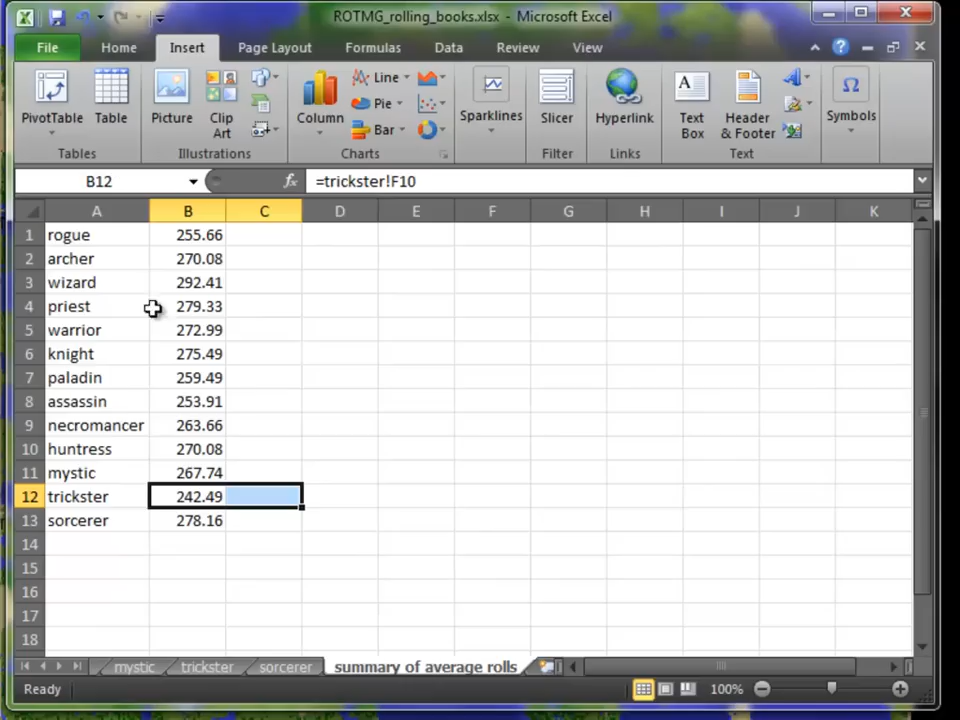 ROTMG_rolling_books.xlsx - Microsoft Excel
File Home Insert Page Layout Formulas Data Review View
PivotTable Table Picture Clip Art Column Line Pie Bar Sparklines Slicer Hyperlink Text Box Header & Footer Symbols
Tables Illustrations Charts Filter Links Text
B12 fx =trickster!F10
A B C D E F G H I J K
1 rogue 255.66
2 archer 270.08
3 wizard 292.41
4 priest 279.33
5 warrior 272.99
6 knight 275.49
7 paladin 259.49
8 assassin 253.91
9 necromancer 263.66
10 huntress 270.08
11 mystic 267.74
12 trickster 242.49
13 sorcerer 278.16
14
15
16
17
18
mystic trickster sorcerer summary of average rolls
Ready 100%